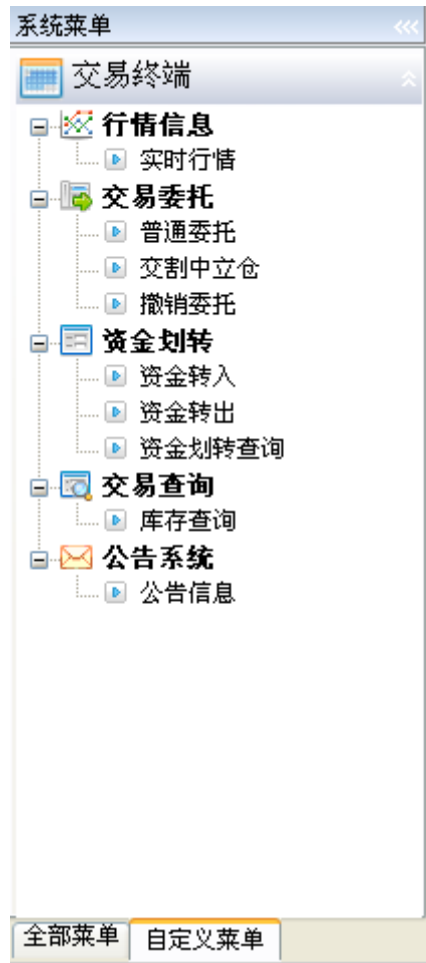 系统菜单
交易终端
行情信息
实时行情
交易委托
普通委托
交割中立仓
撤销委托
资金划转
资金转入
资金转出
资金划转查询
交易查询
库存查询
公告系统
公告信息
全部菜单
自定义菜单